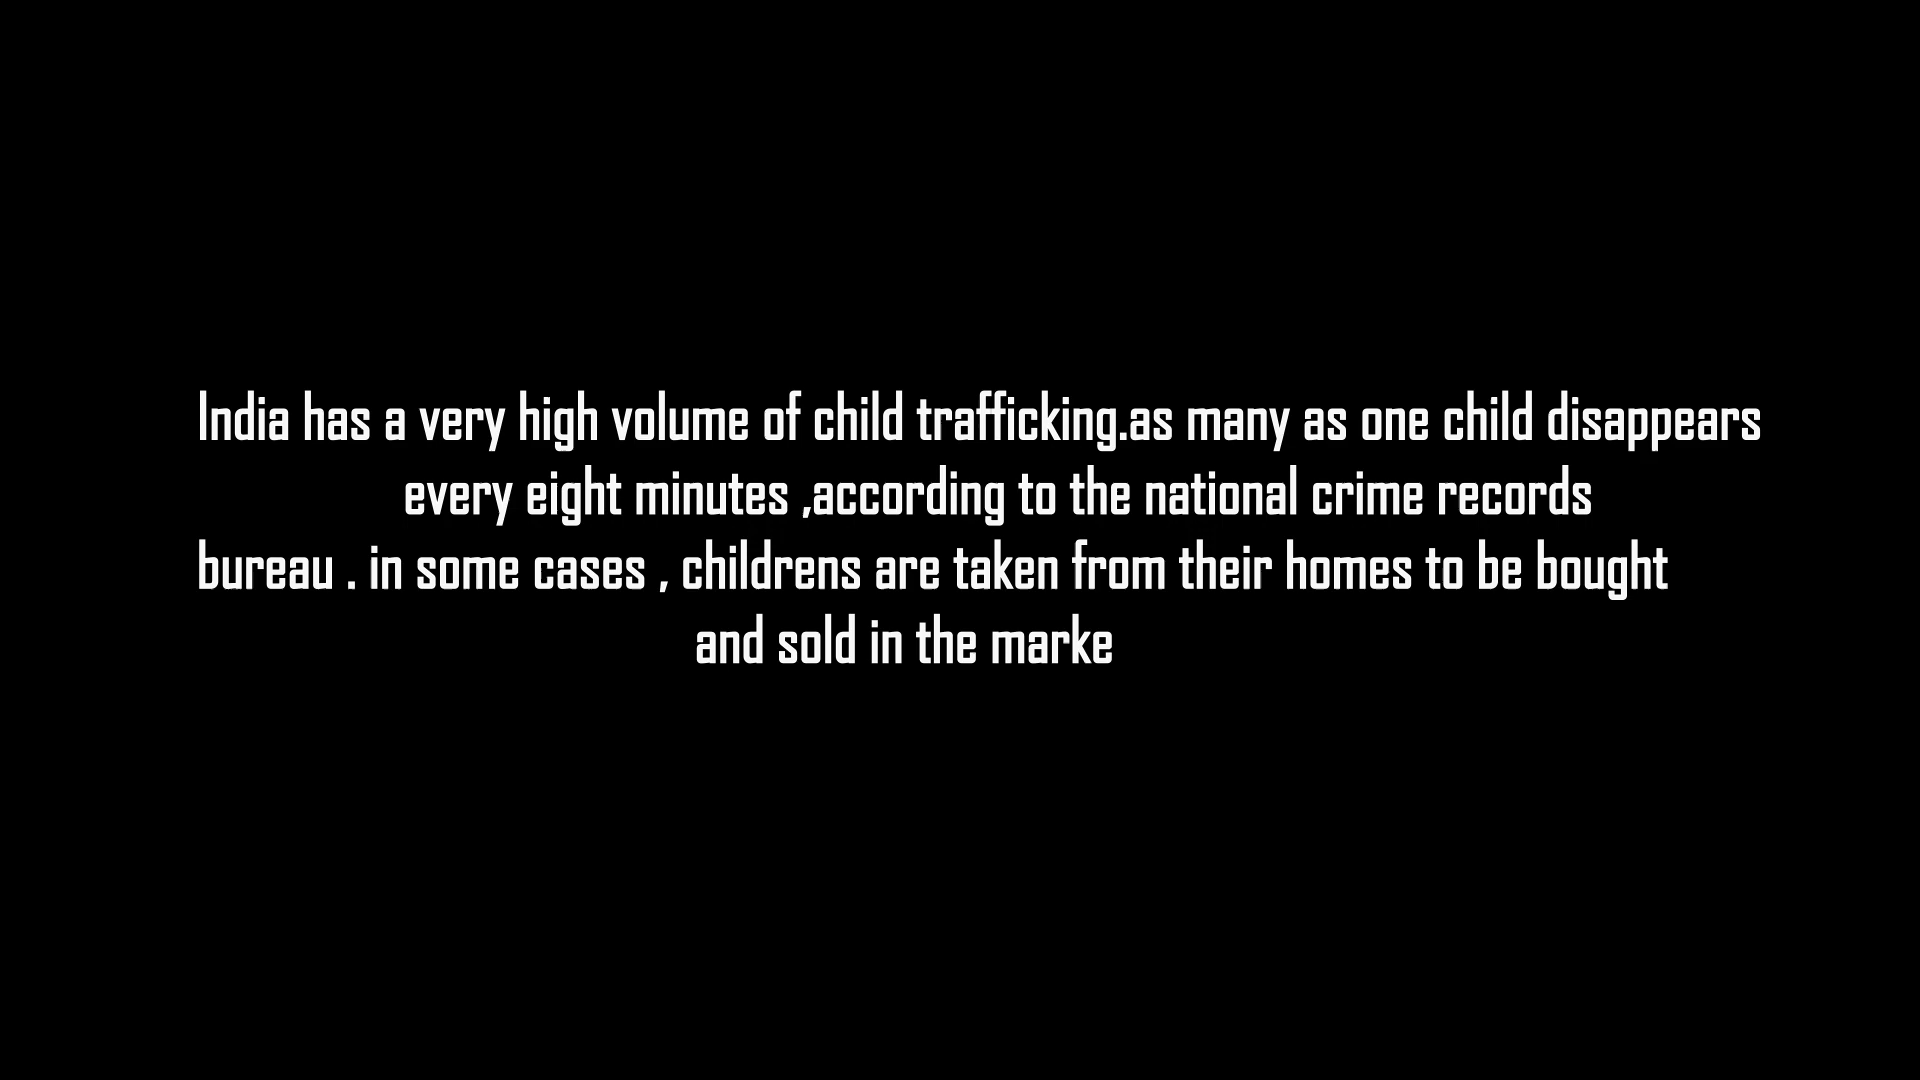 India has a very high volume of child trafficking.as many as one child disappears
every eight minutes ,according to the national crime records
bureau . in some cases , childrens are taken from their homes to be bought
and sold in the marke